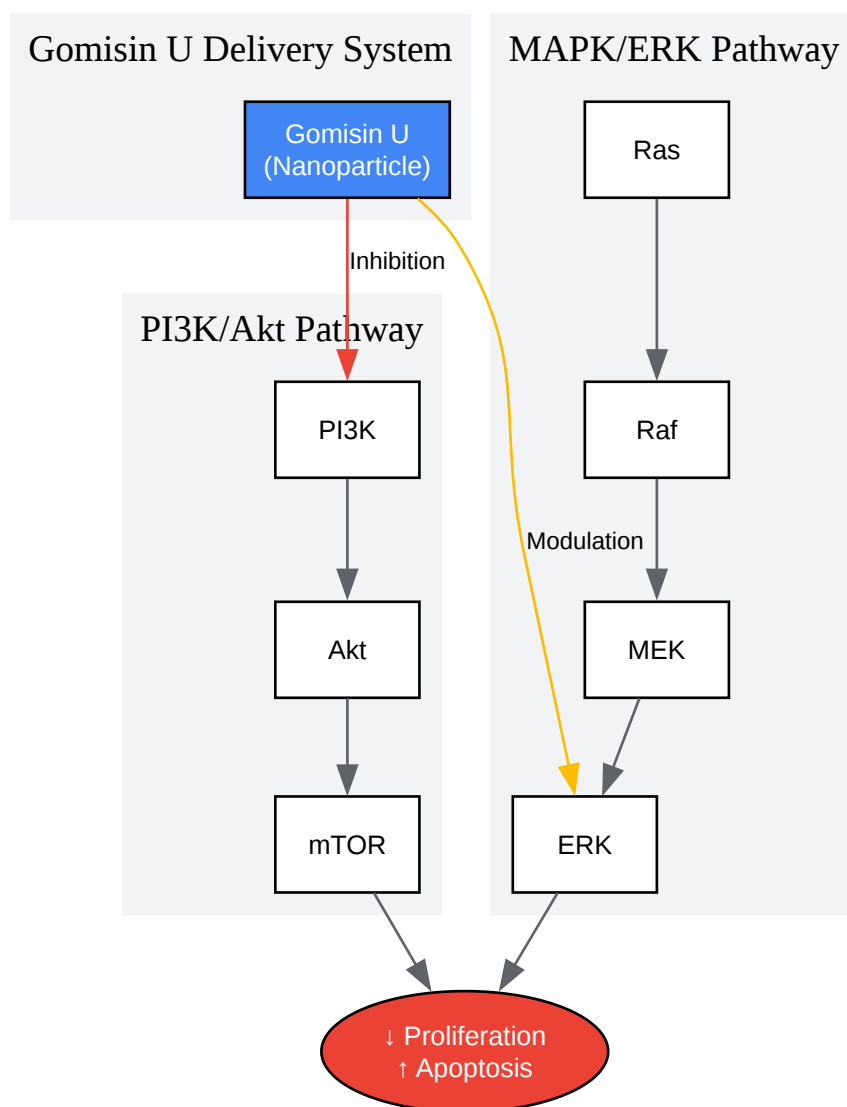 Gomisin U Delivery System
Gomisin U
(Nanoparticle)
Inhibition
PI3K/Akt Pathway
PI3K
Akt
mTOR
MAPK/ERK Pathway
Ras
Raf
Modulation
MEK
ERK
↓ Proliferation
↑ Apoptosis